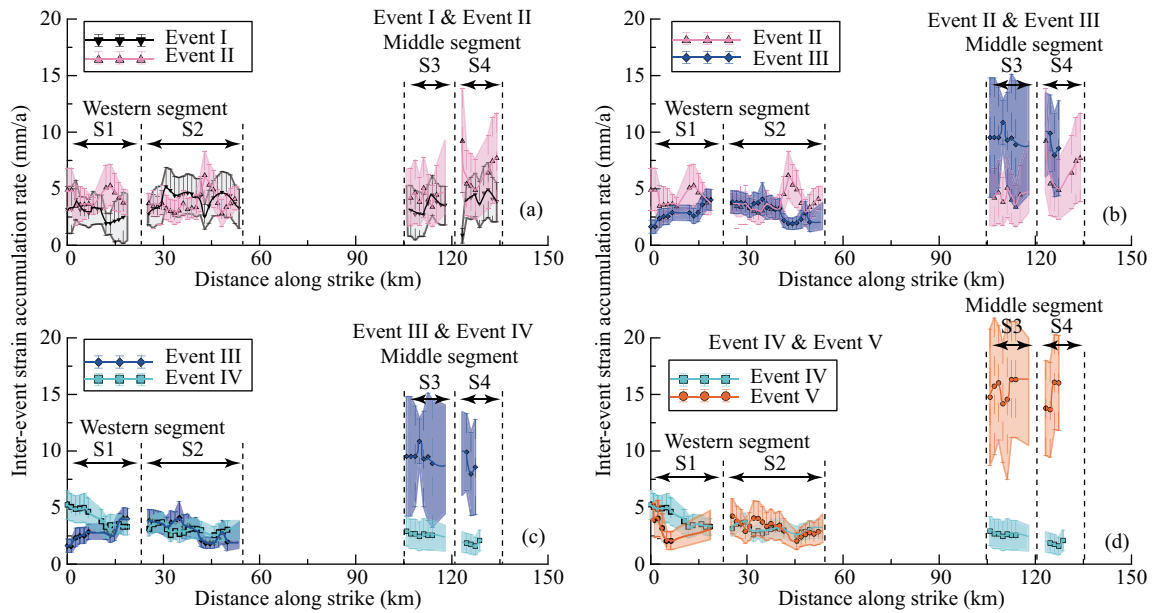 Inter-event strain accumulation rate (mm/a)
20
15
10
5
0
Event I
Event II
Event I & Event II
Middle segment
S3
S4
Western segment
S1
S2
(a)
0
30
60
90
120
150
Distance along strike (km)
20
15
10
5
0
Event II
Event III
Event II & Event III
Middle segment
S3
S4
Western segment
S1
S2
(b)
0
30
60
90
120
150
Distance along strike (km)
20
15
10
5
0
Event III
Event IV
Event III & Event IV
Middle segment
S3
S4
Western segment
S1
S2
(c)
0
30
60
90
120
150
Distance along strike (km)
Inter-event strain accumulation rate (mm/a)
20
15
10
5
0
Middle segment
S3
S4
Event IV & Event V
Event IV
Event V
Western segment
S1
S2
(d)
0
30
60
90
120
150
Distance along strike (km)